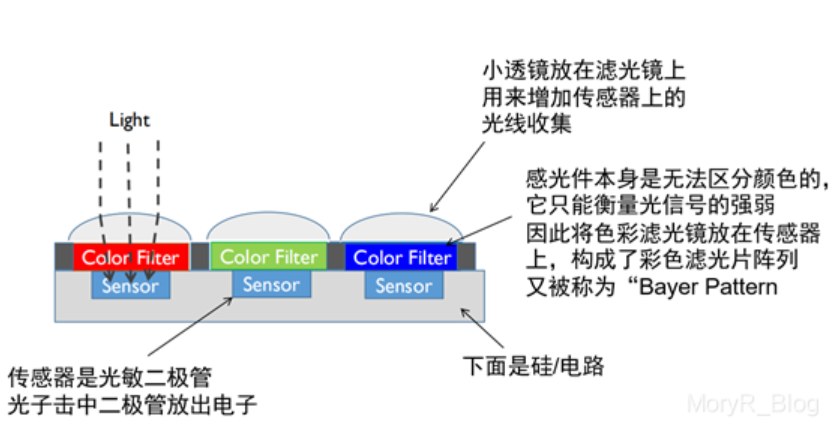 小透镜放在滤光镜上
用来增加传感器上的
光线收集
Light
感光件本身是无法区分颜色的，
它只能衡量光信号的强弱
因此将色彩滤光镜放在传感器
上，构成了彩色滤光片阵列
又被称为“Bayer Pattern
Color Filter
Color Filter
Color Filter
Sensor
Sensor
Sensor
下面是硅/电路
传感器是光敏二极管
光子击中二极管放出电子
MoryR_Blog